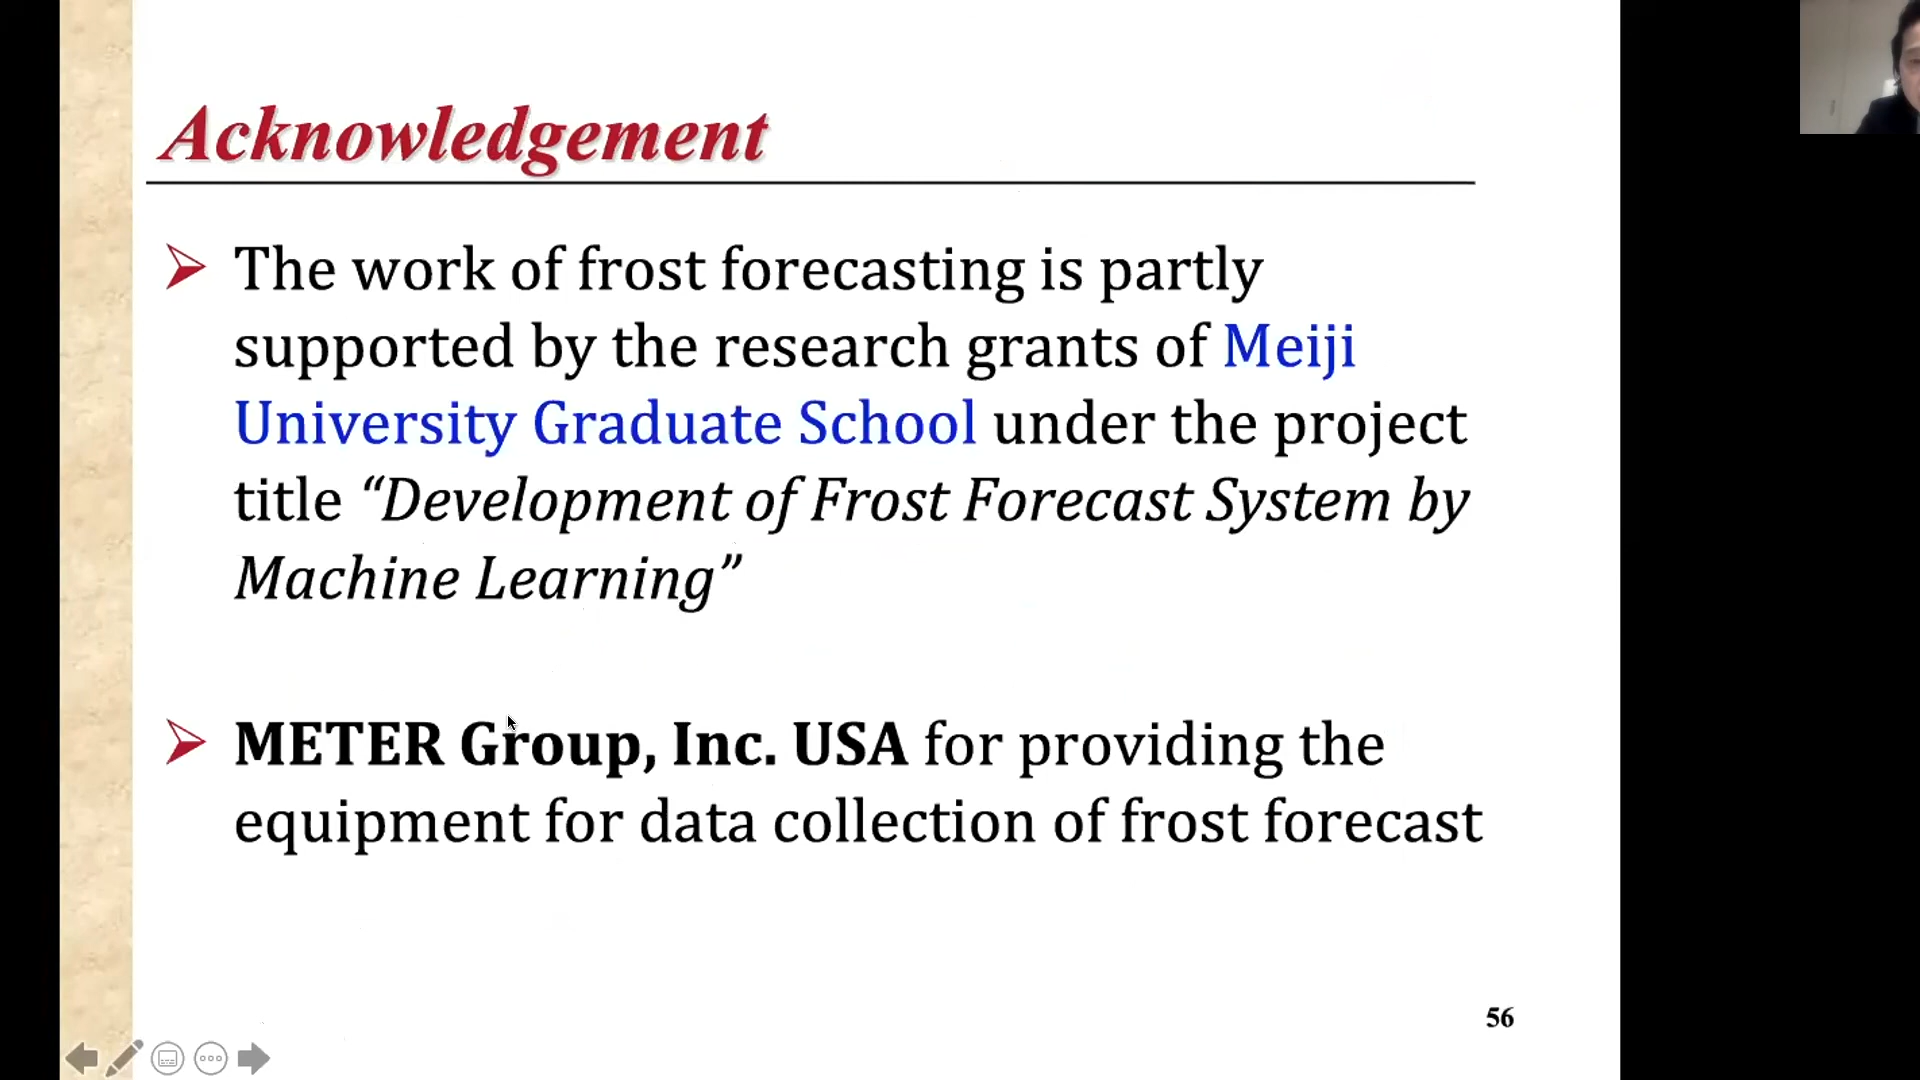 Acknowledgement
The work of frost forecasting is partly
supported by the research grants of Meiji
University Graduate School under the project
title “Development of Frost Forecast System by
Machine Learning”
METER Group, Inc. USA for providing the
equipment for data collection of frost forecast
56